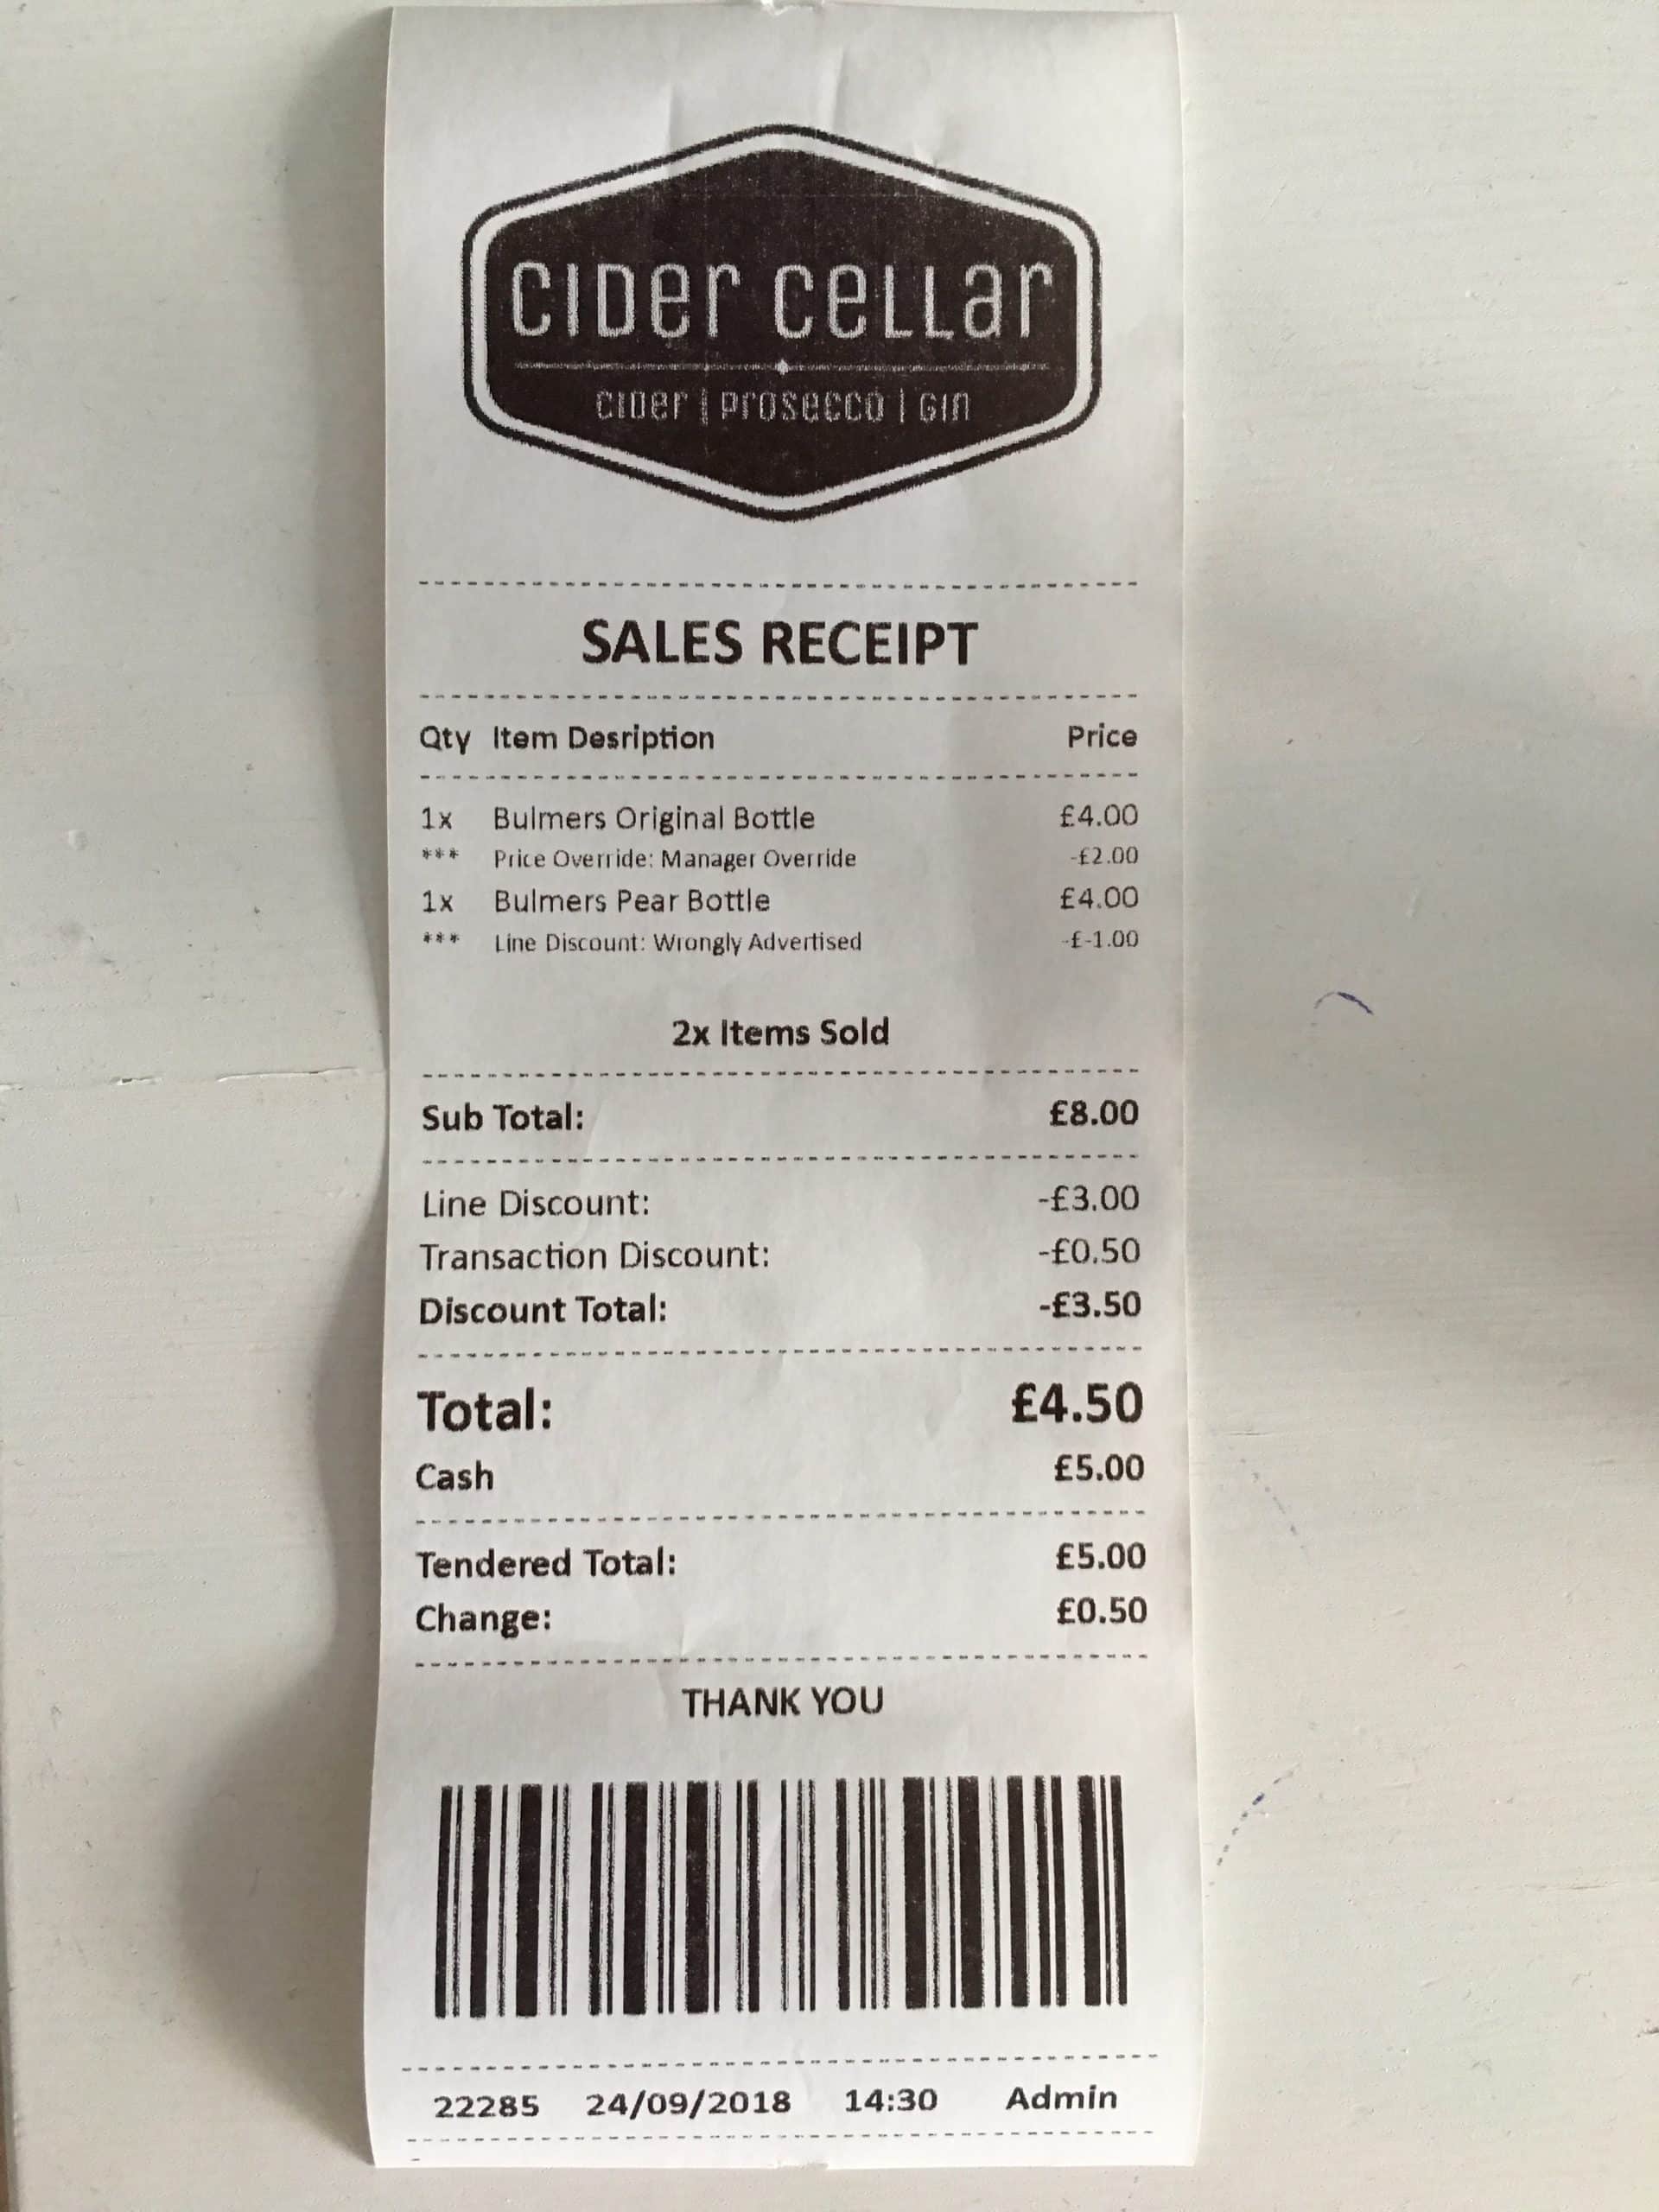 CIDER CELLAR
CIDER | PROSECCO | GIN
SALES RECEIPT
Qty Item Desription Price
1x Bulmers Original Bottle £4.00
*** Price Override: Manager Override -£2.00
1x Bulmers Pear Bottle £4.00
*** Line Discount: Wrongly Advertised -£-1.00
2x Items Sold
Sub Total: £8.00
Line Discount: -£3.00
Transaction Discount: -£0.50
Discount Total: -£3.50
Total: £4.50
Cash £5.00
Tendered Total: £5.00
Change: £0.50
THANK YOU
22285 24/09/2018 14:30 Admin